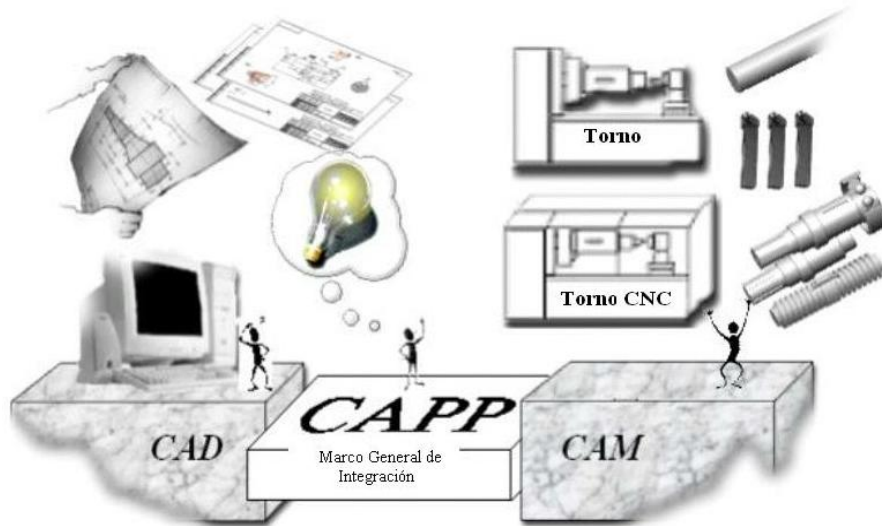 Torno
Torno CNC
CAD
CAPP
Marco General de
Integración
CAM